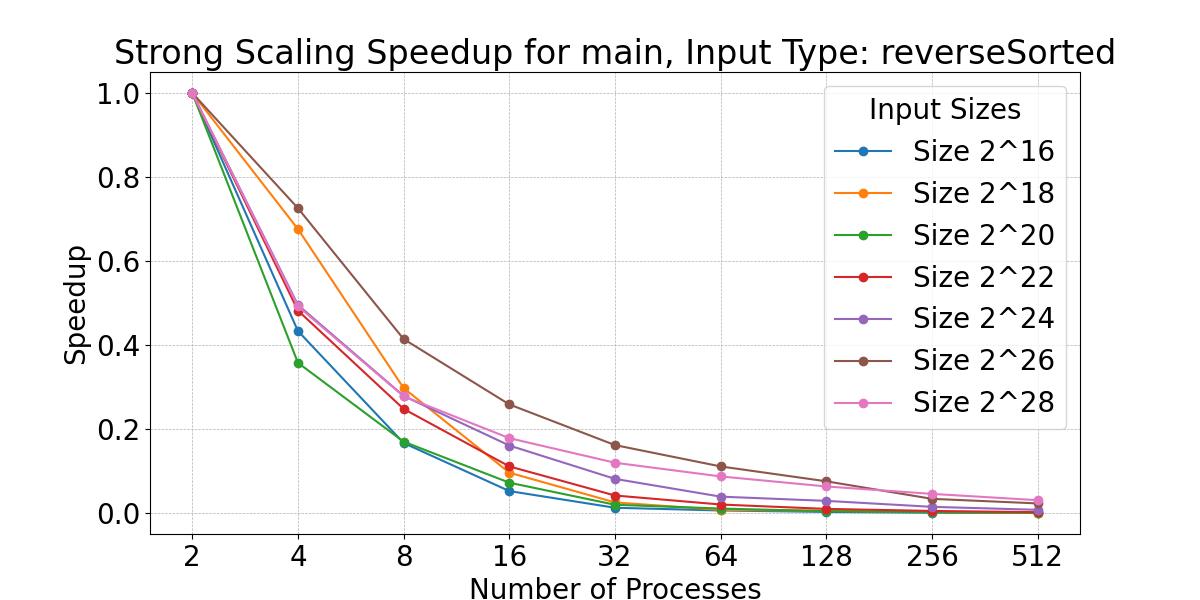 Strong Scaling Speedup for main, Input Type: reverseSorted
Speedup
1.0
0.8
0.6
0.4
0.2
0.0
Input Sizes
Size 2^16
Size 2^18
Size 2^20
Size 2^22
Size 2^24
Size 2^26
Size 2^28
2 4 8 16 32 64 128 256 512
Number of Processes